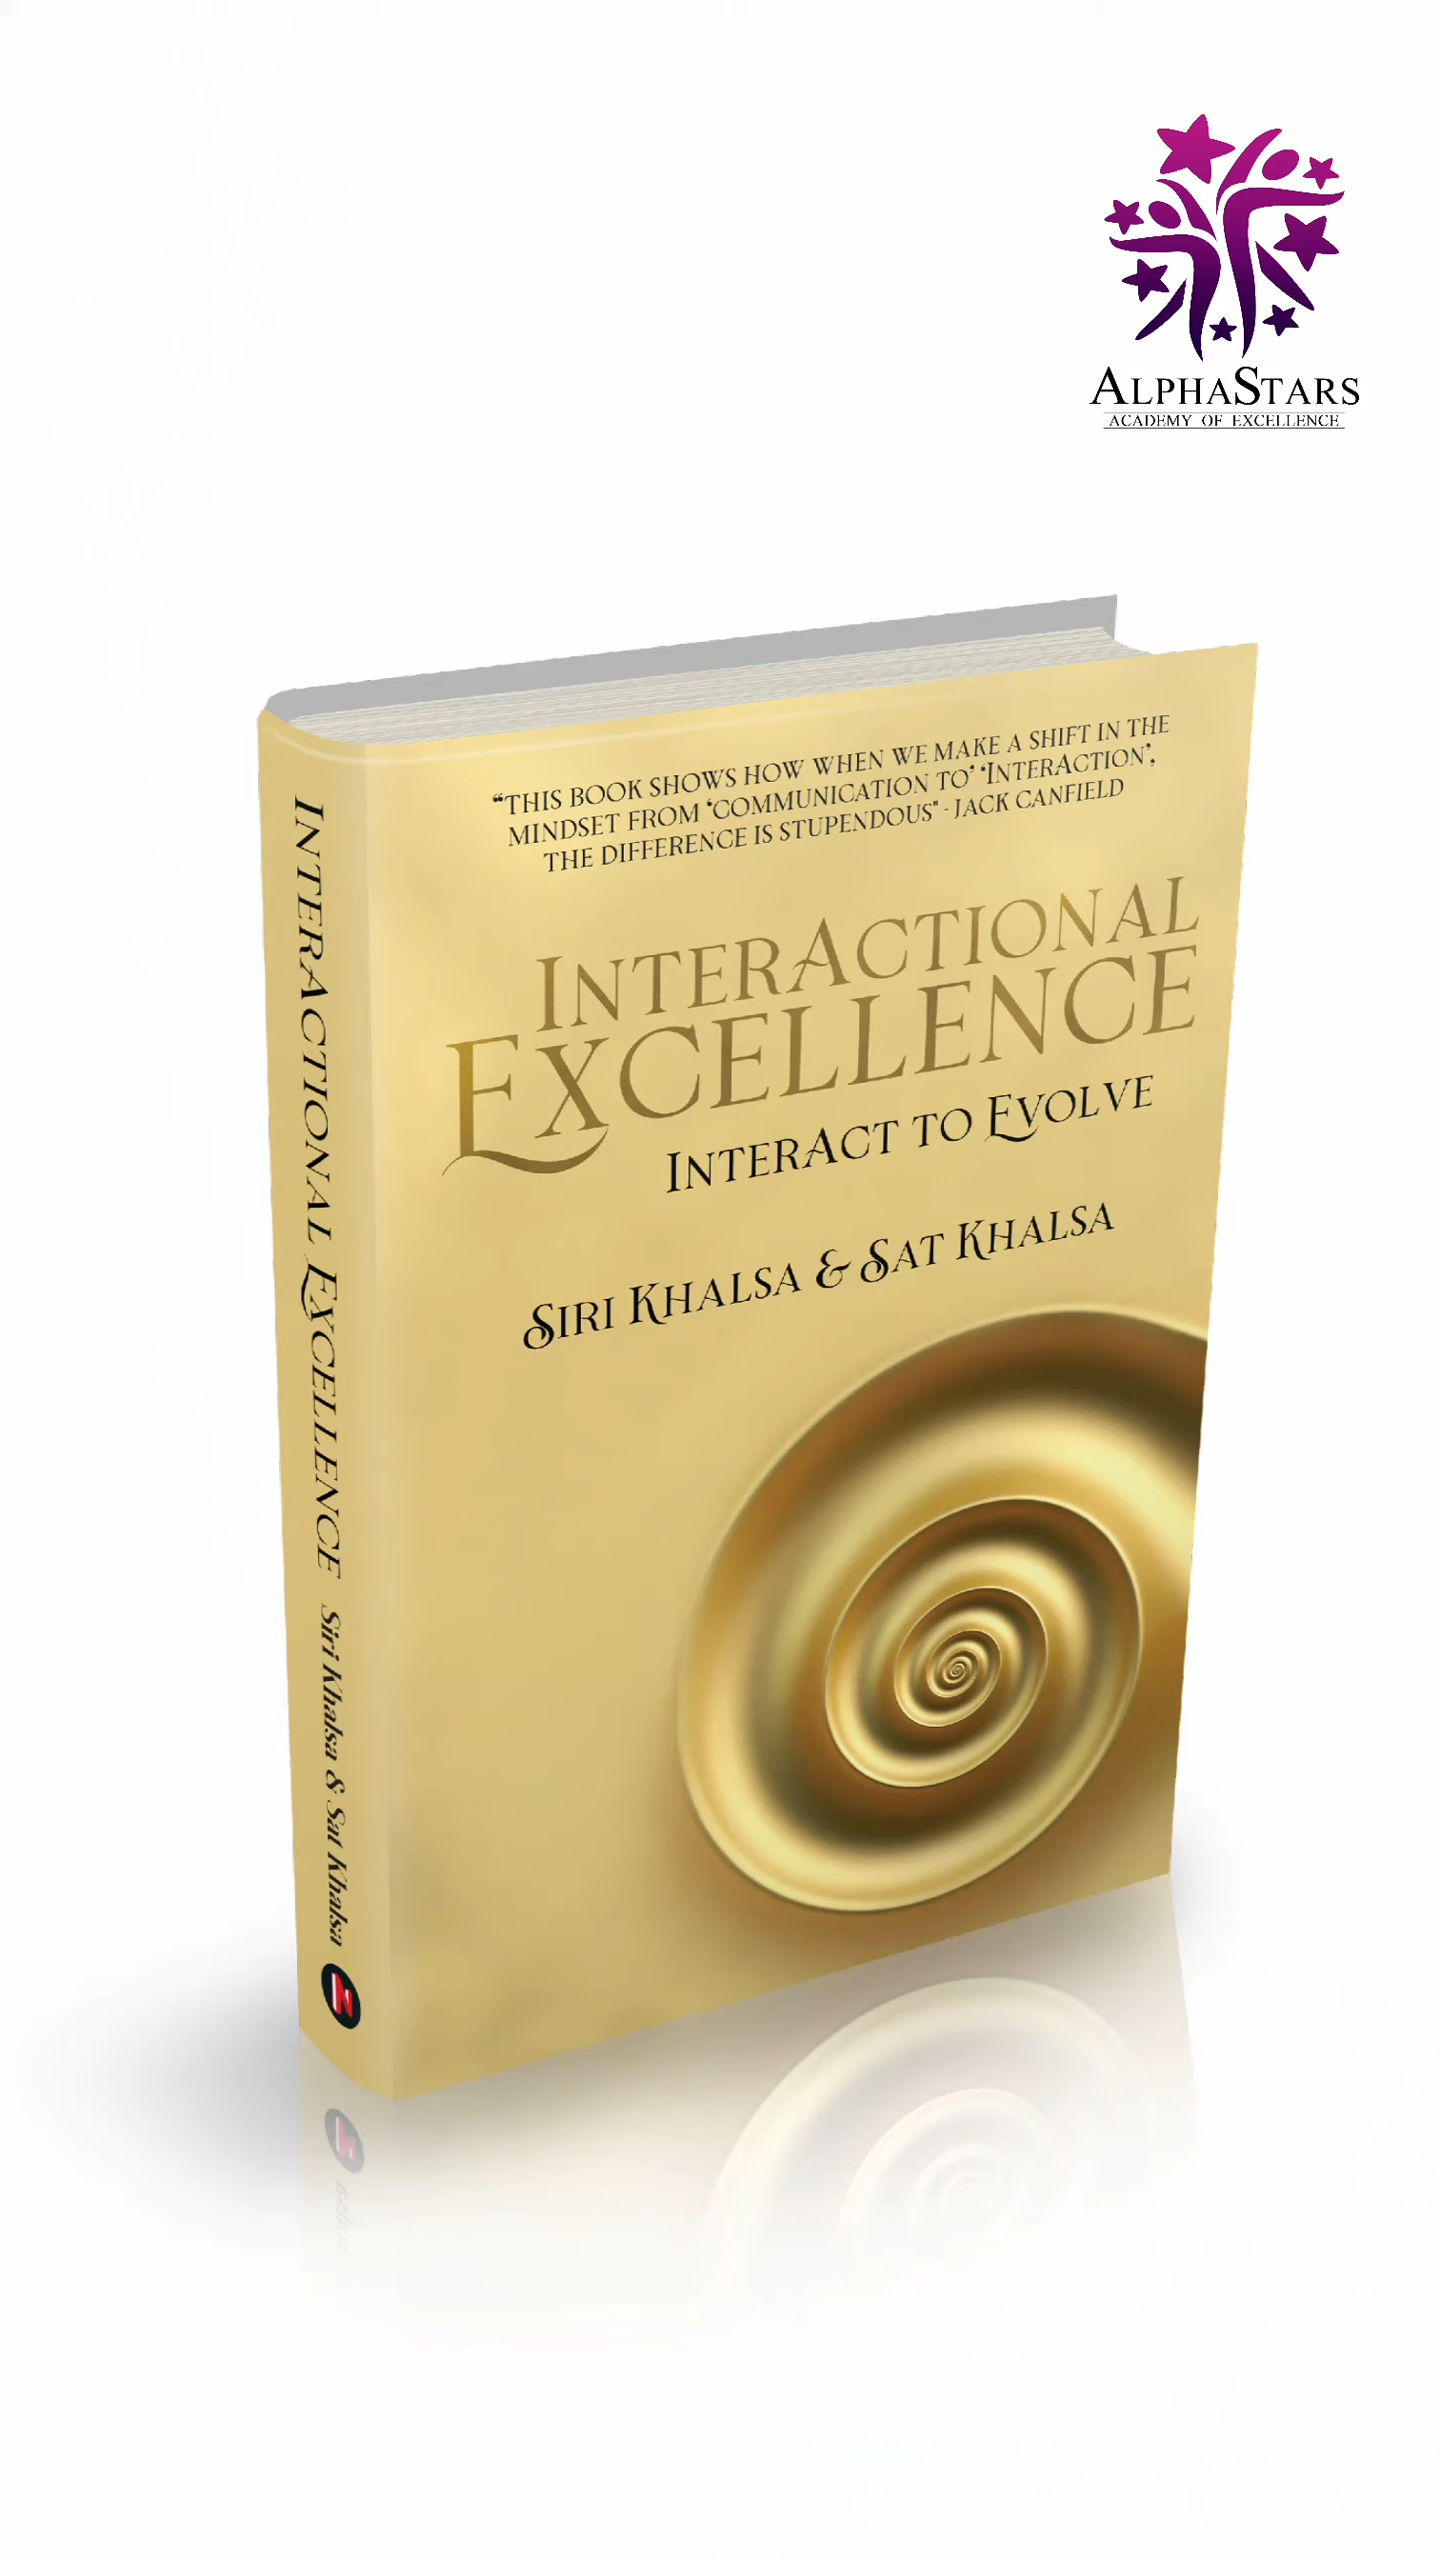 ALPHASTARS
ACADEMY OF EXCELLENCE
“THIS BOOK SHOWS HOW WHEN WE MAKE A SHIFT IN THE
MINDSET FROM ‘COMMUNICATION TO’ ‘INTERACTION’,
THE DIFFERENCE IS STUPENDOUS" - JACK CANFIELD
INTERACTIONAL
EXCELLENCE
INTERACT TO EVOLVE
SIRI KHALSA & SAT KHALSA
INTERACTIONAL EXCELLENCE Siri Khalsa & Sat Khalsa
N